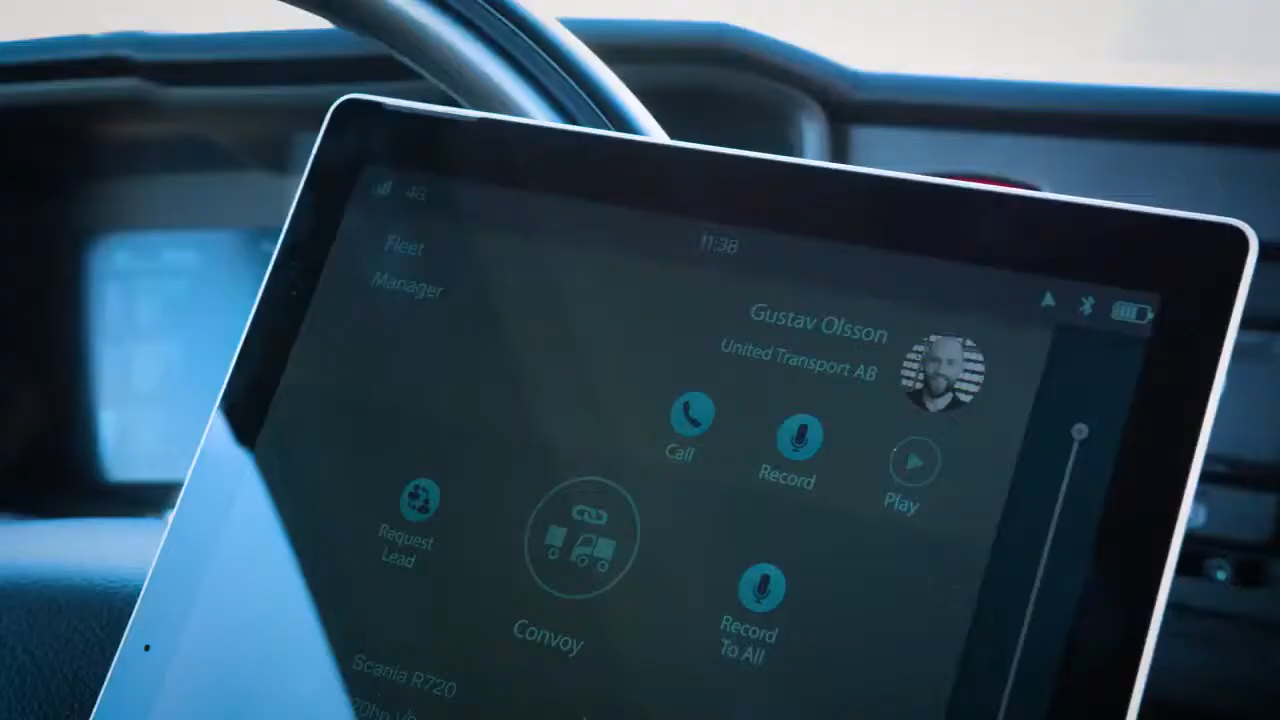 4G
11:38
Fleet
Manager
Gustav Olsson
United Transport AB
Call
Record
Play
Request
Lead
Convoy
Record
To All
Scania R720